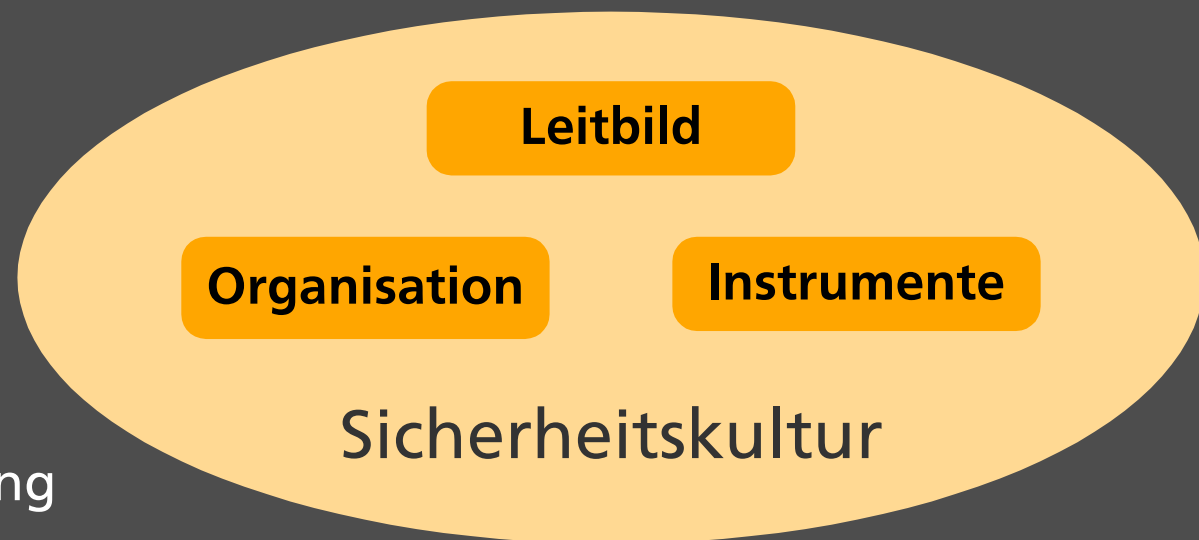 Leitbild
Organisation
Instrumente
Sicherheitskultur
ng